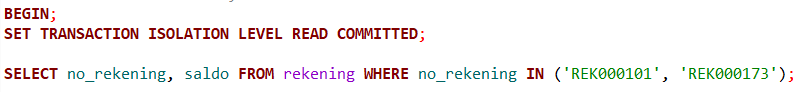 BEGIN;
SET TRANSACTION ISOLATION LEVEL READ COMMITTED;
SELECT no_rekening, saldo FROM rekening WHERE no_rekening IN ('REK000101', 'REK000173');